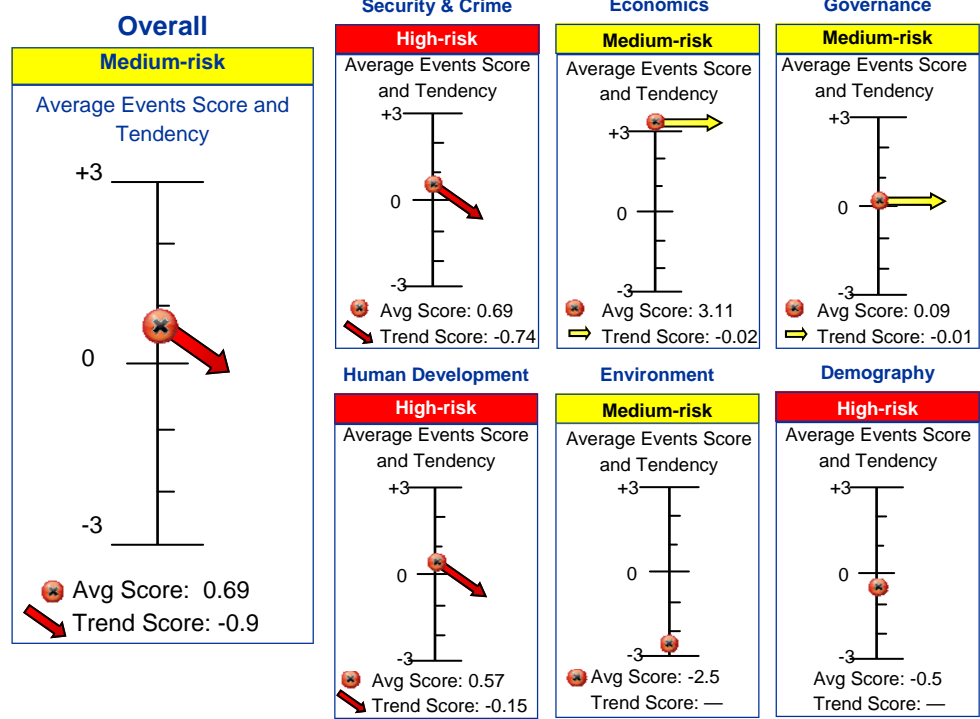 Overall
Medium-risk
Average Events Score and
Tendency
+3
0
-3
Avg Score: 0.69
Trend Score: -0.9
Security & Crime
High-risk
Average Events Score
and Tendency
+3
0
-3
Avg Score: 0.69
Trend Score: -0.74
Economics
Medium-risk
Average Events Score
and Tendency
+3
0
-3
Avg Score: 3.11
Trend Score: -0.02
Governance
Medium-risk
Average Events Score
and Tendency
+3
0
-3
Avg Score: 0.09
Trend Score: -0.01
Human Development
High-risk
Average Events Score
and Tendency
+3
0
-3
Avg Score: 0.57
Trend Score: -0.15
Environment
Medium-risk
Average Events Score
and Tendency
+3
0
-3
Avg Score: -2.5
Trend Score: —
Demography
High-risk
Average Events Score
and Tendency
+3
0
-3
Avg Score: -0.5
Trend Score: —